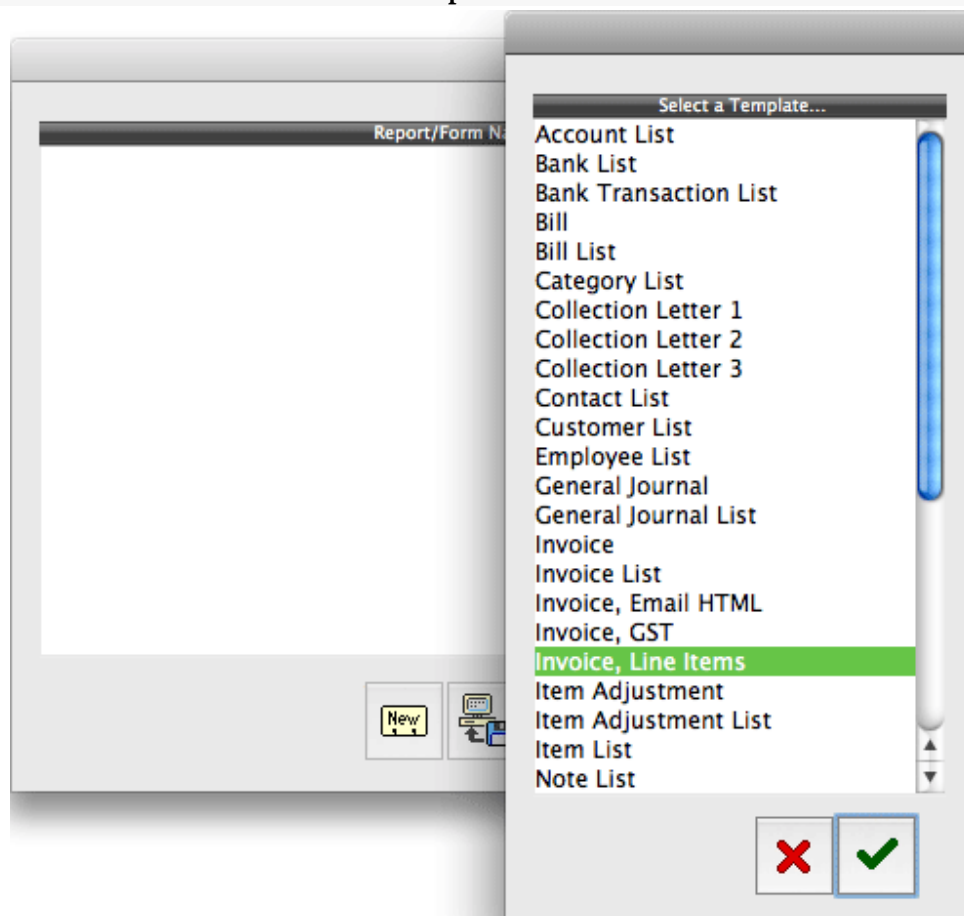 Report/Form
Select a Template...
Account List
Bank List
Bank Transaction List
Bill
Bill List
Category List
Collection Letter 1
Collection Letter 2
Collection Letter 3
Contact List
Customer List
Employee List
General Journal
General Journal List
Invoice
Invoice List
Invoice, Email HTML
Invoice, GST
Invoice, Line Items
Item Adjustment
Item Adjustment List
Item List
Note List
New